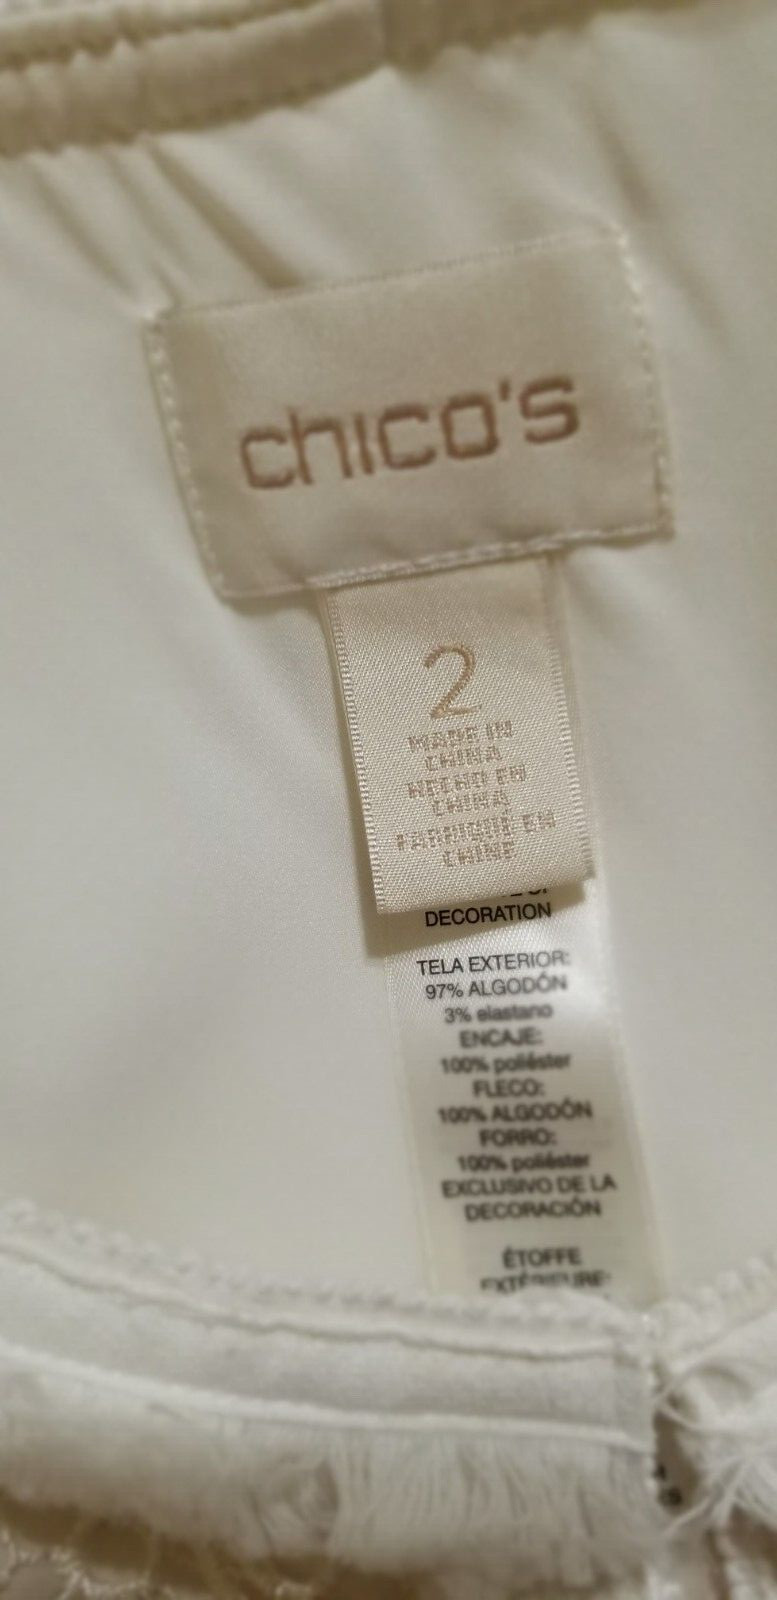 chico's
2
MADE IN
CHINA
HECHO EN
CHINA
FABRIQUÉ EN
CHINE
DECORATION
TELA EXTERIOR:
97% ALGODÓN
3% elastano
ENCAJE:
100% poliéster
FLECO:
100% ALGODÓN
FORRO:
100% poliéster
EXCLUSIVO DE LA
DECORACIÓN
ÉTOFFE
EXTÉRIEURE: